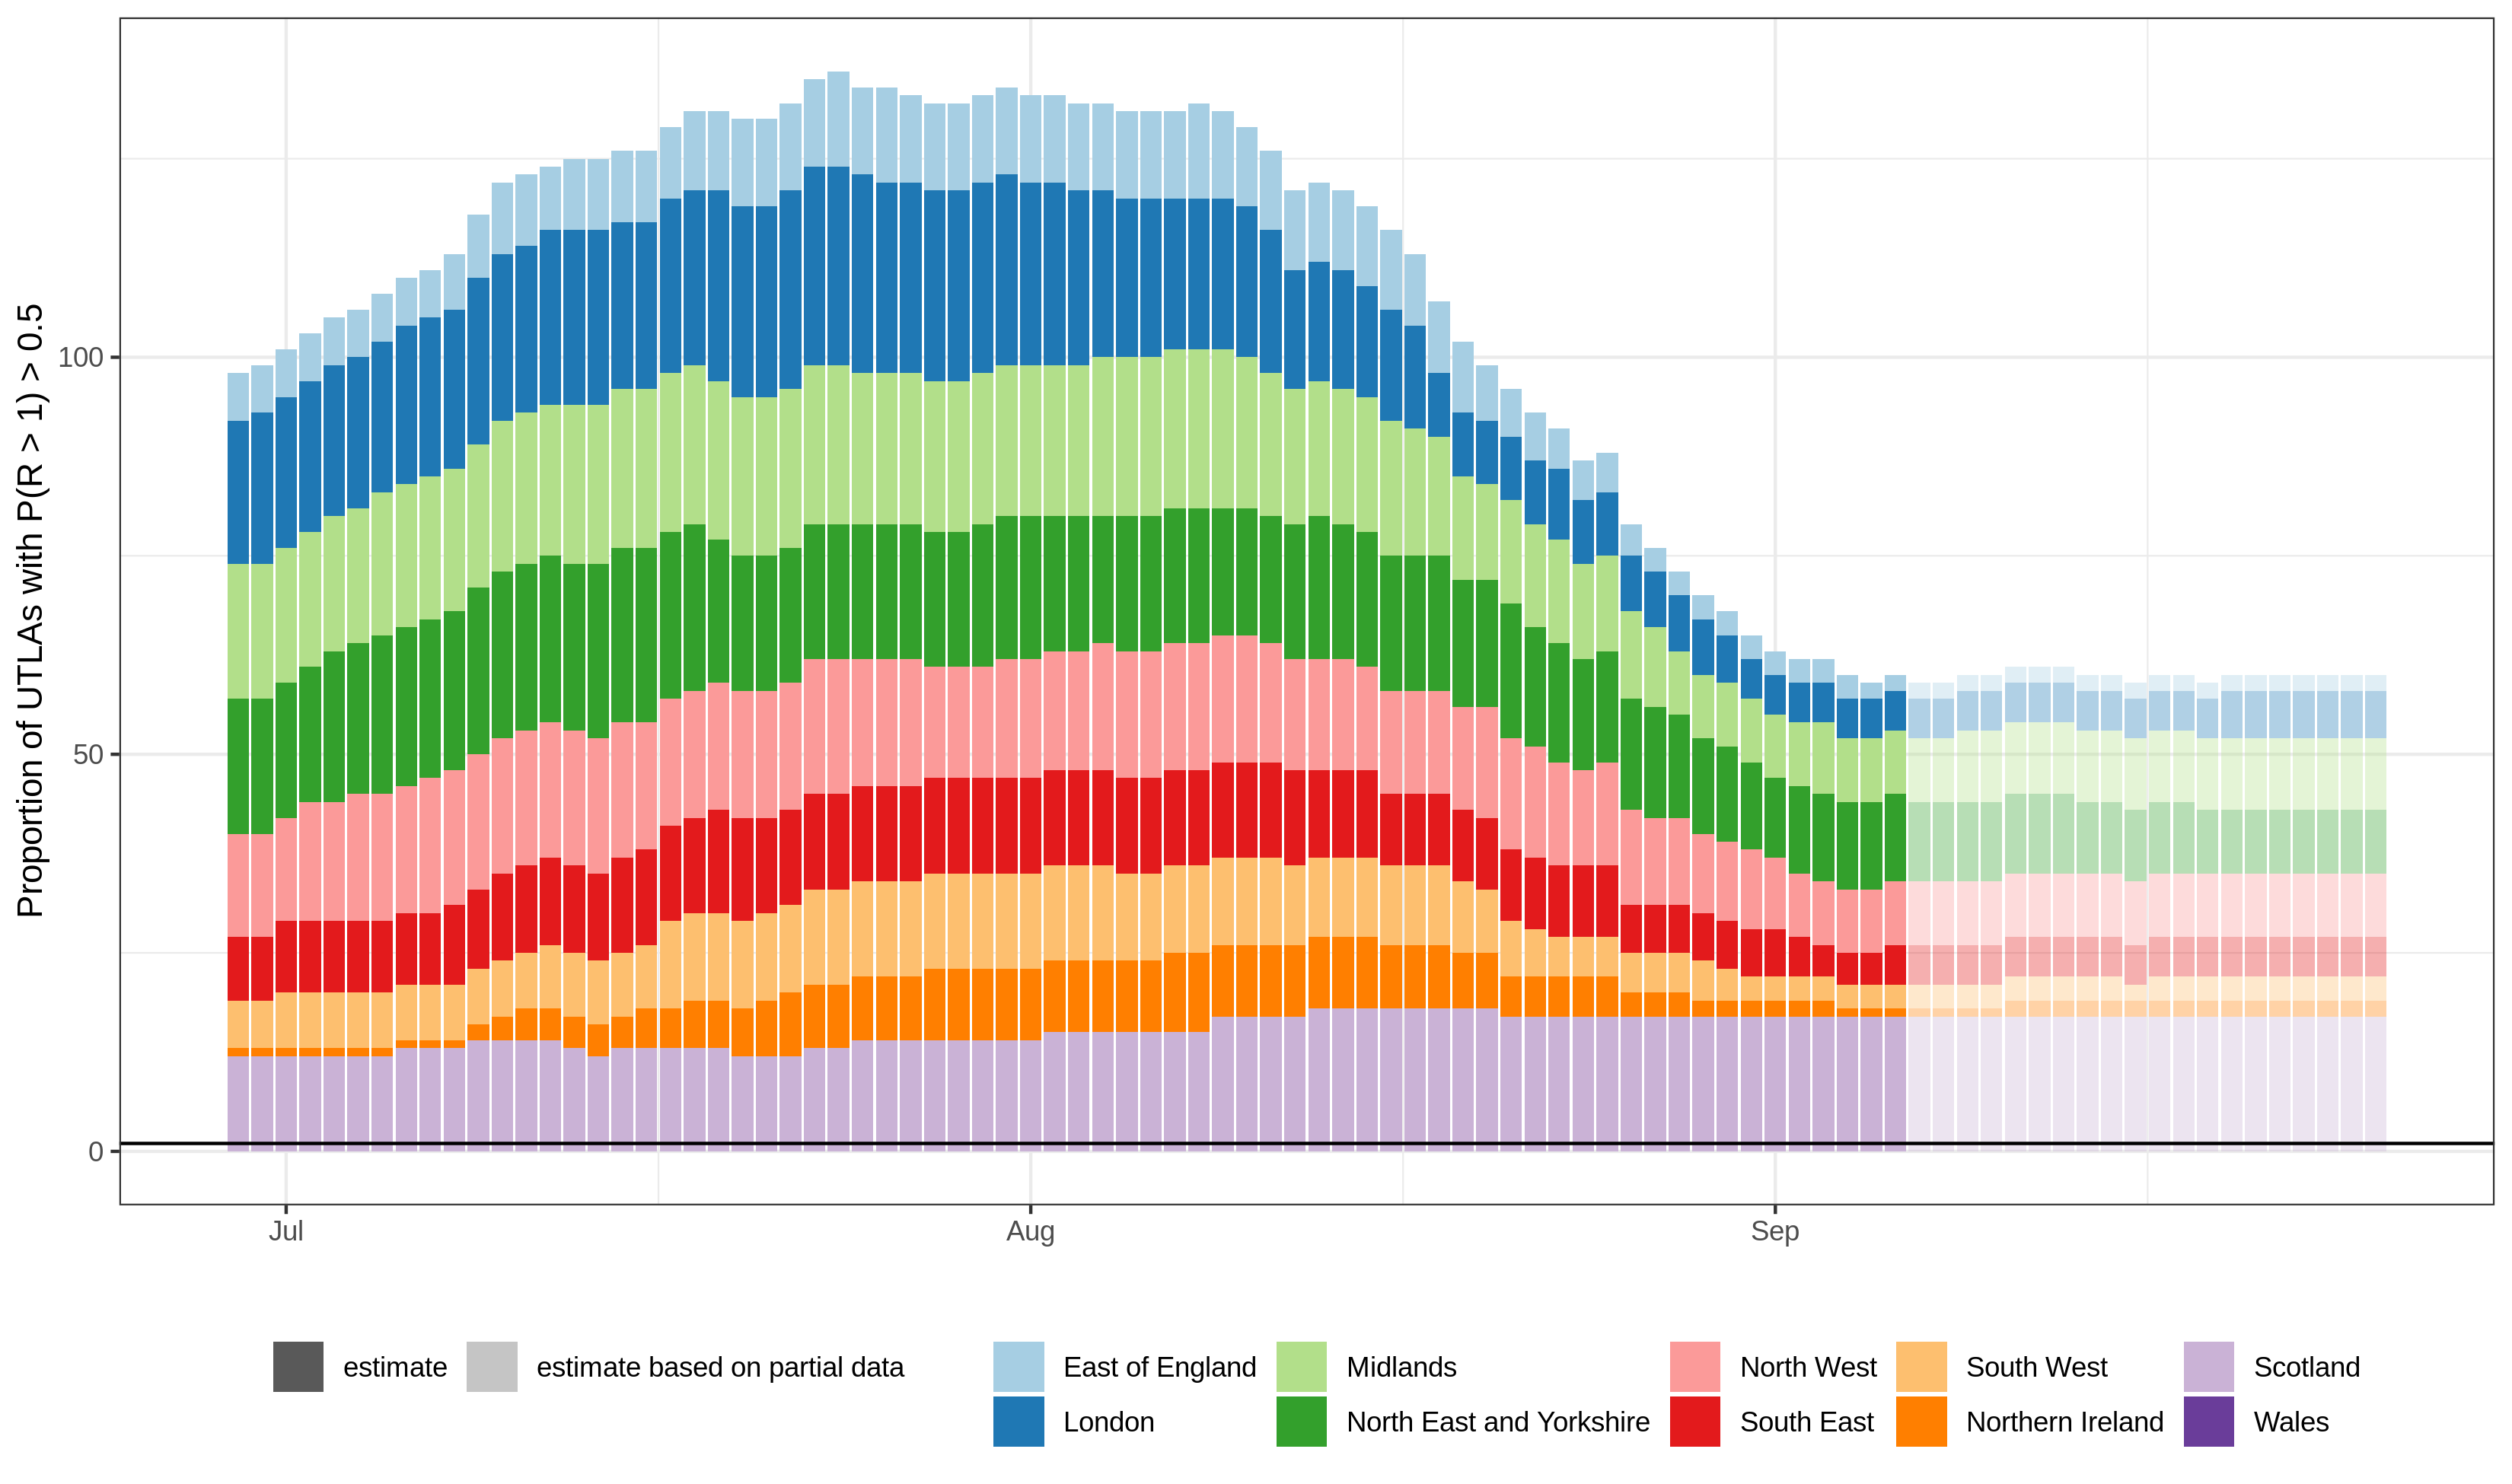 Proportion of UTLAs with P(R > 1) > 0.5
100
50
0
Jul Aug Sep
estimate estimate based on partial data East of England Midlands North West South West Scotland
London North East and Yorkshire South East Northern Ireland Wales